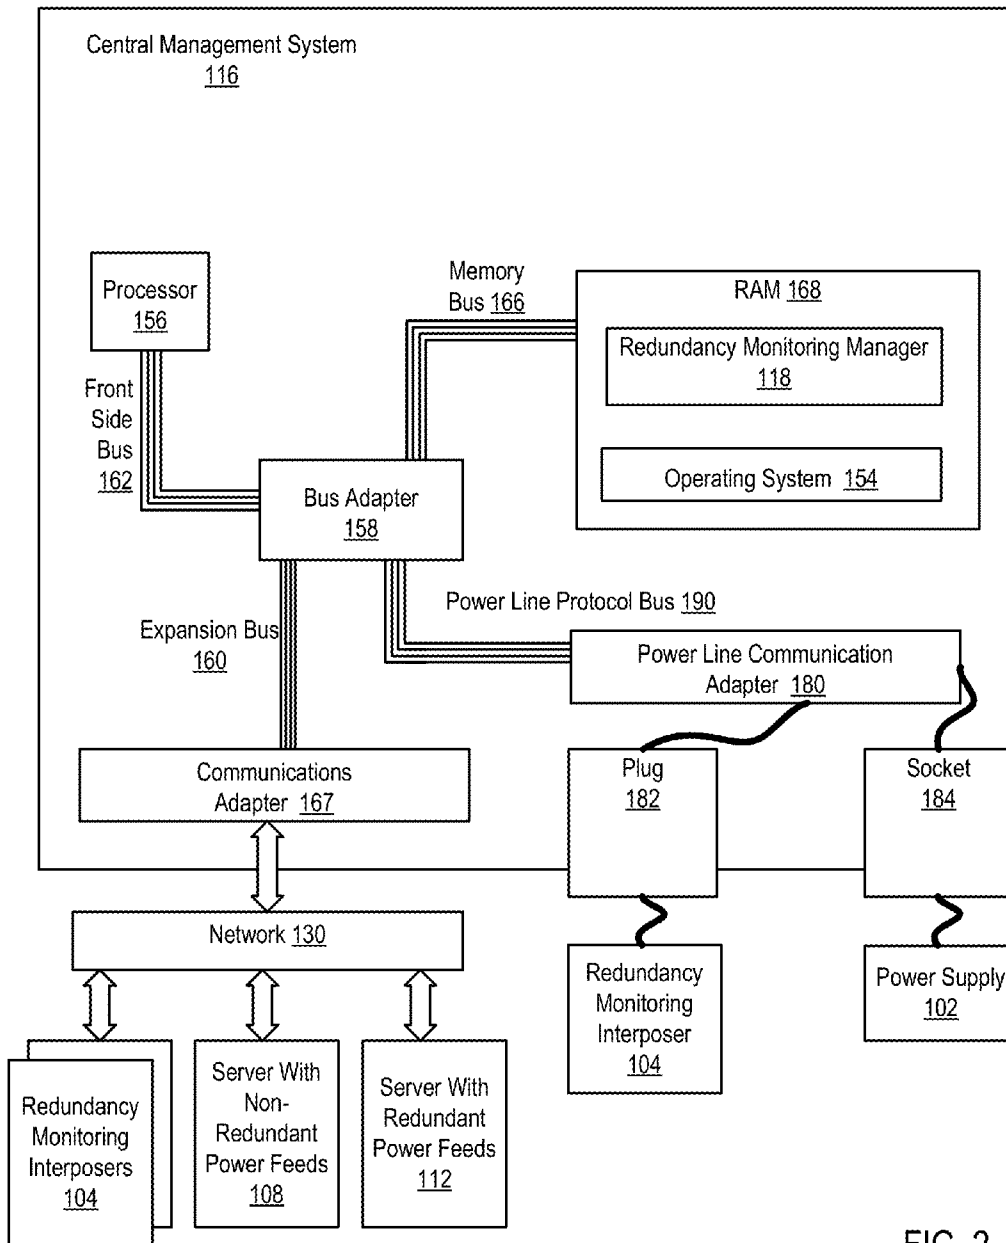 Central Management System
116
Processor
156
Memory
Bus 166
RAM 168
Redundancy Monitoring Manager
118
Operating System 154
Front
Side
Bus
162
Bus Adapter
158
Power Line Protocol Bus 190
Expansion Bus
160
Power Line Communication
Adapter 180
Communications
Adapter 167
Plug
182
Socket
184
Network 130
Redundancy
Monitoring
Interposer
104
Power Supply
102
Redundancy
Monitoring
Interposers
104
Server With
Non-
Redundant
Power Feeds
108
Server With
Redundant
Power Feeds
112
FIG. 2